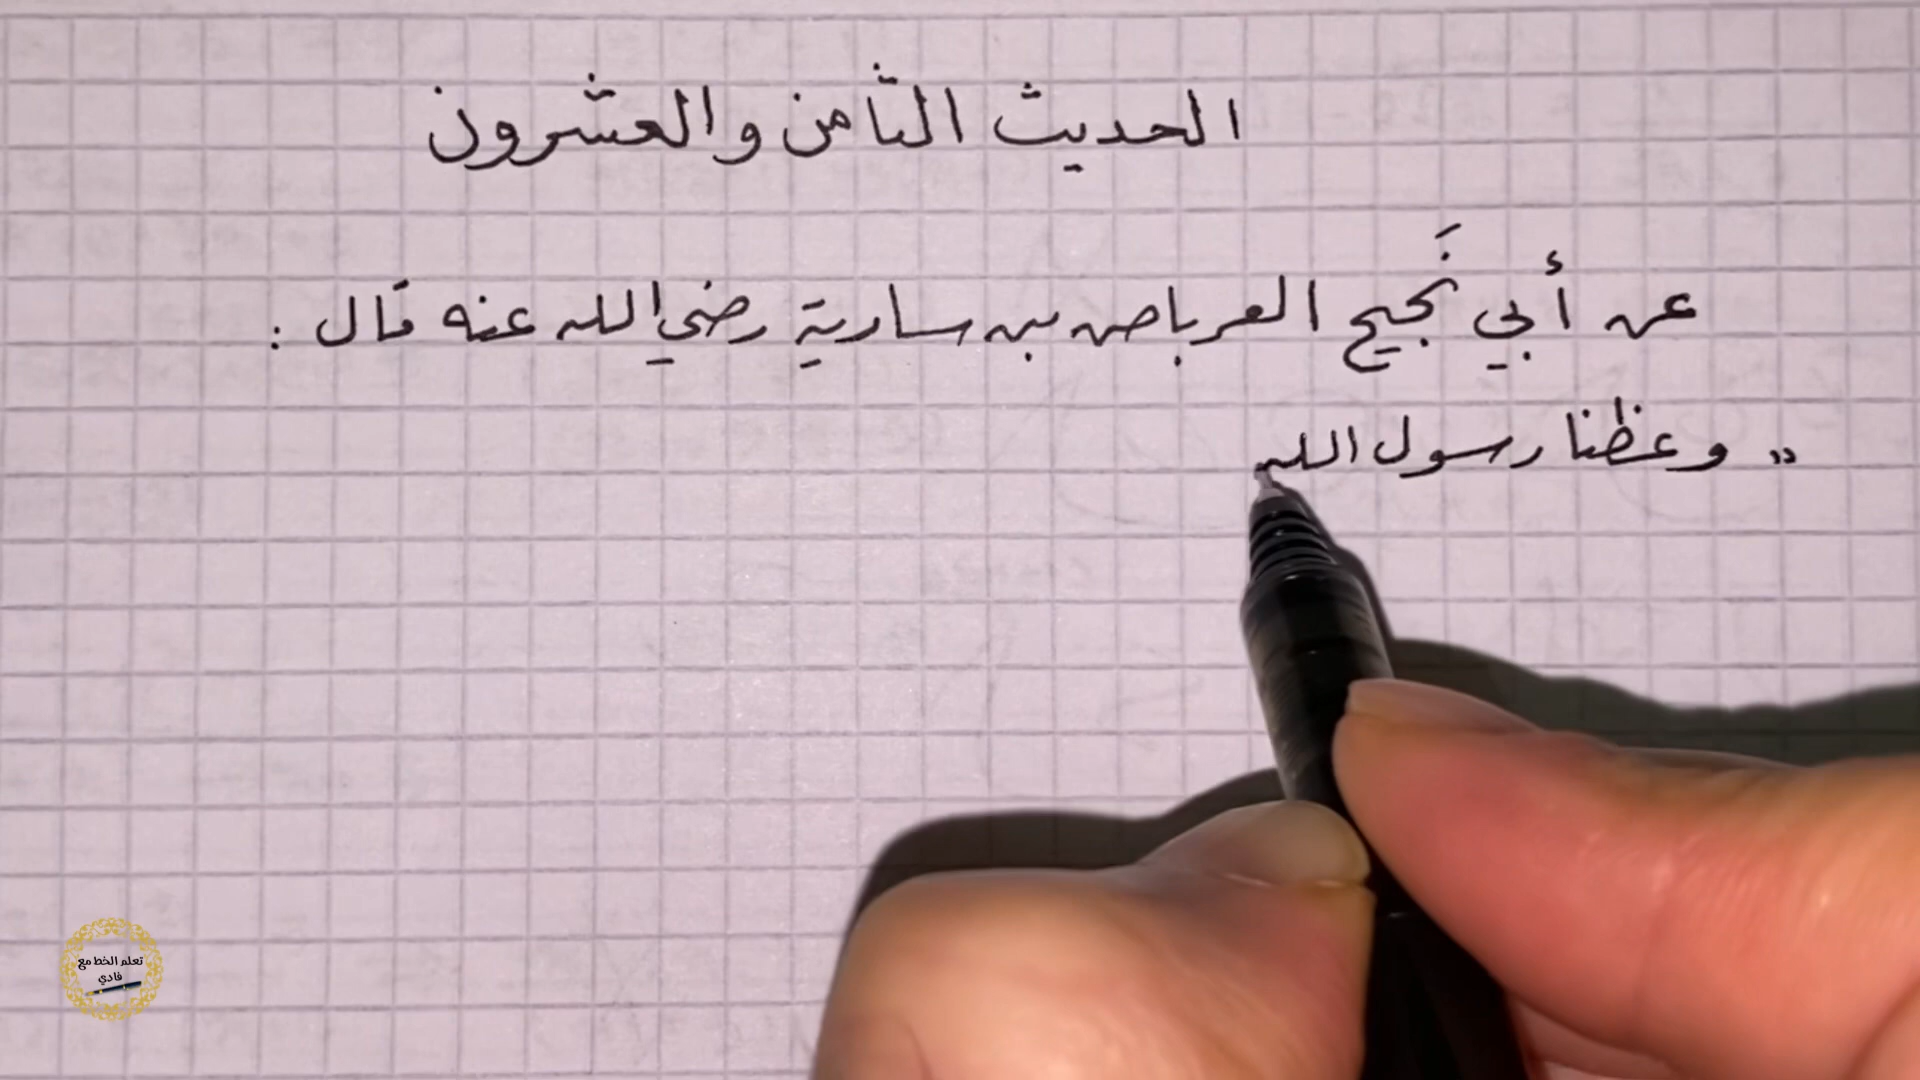 الحديث الثامن والعشرون
عن أبي نَجيح العرباص بن سارية رضي الله عنه قال :
" وعظنا رسول الله
تعلم الخط مع
فادي